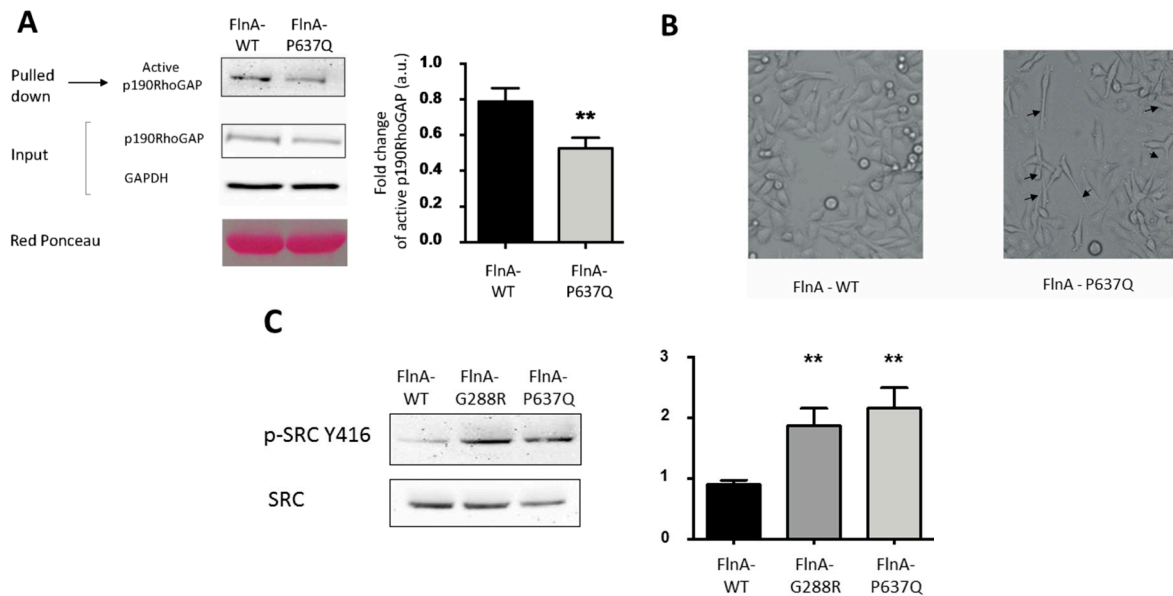 A
FlnA-
WT
FlnA-
P637Q
Pulled
down
Active
p190RhoGAP
Input
p190RhoGAP
GAPDH
Red Ponceau
Fold change
of active p190RhoGAP (a.u.)
1.0
0.8
0.6
0.4
0.2
0.0
**
FlnA-
WT
FlnA-
P637Q
B
FlnA - WT
FlnA - P637Q
C
FlnA-
WT
FlnA-
G288R
FlnA-
P637Q
p-SRC Y416
SRC
3
2
1
0
**
**
FlnA-
WT
FlnA-
G288R
FlnA-
P637Q